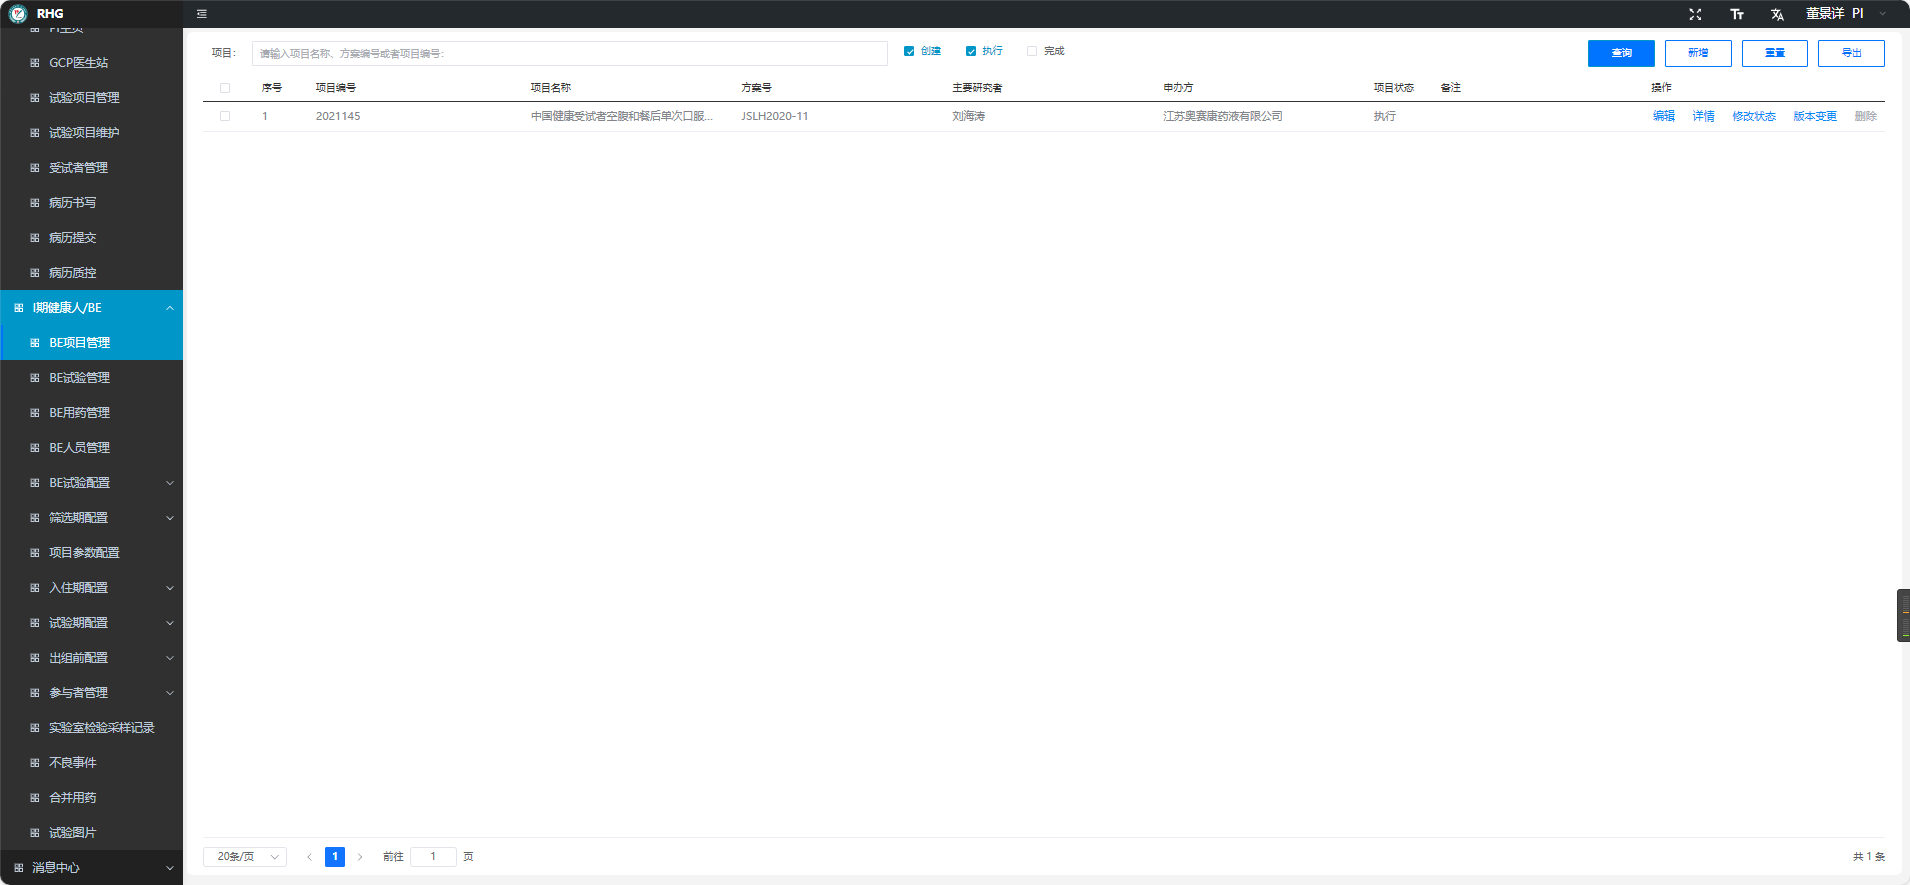 RHG
董景详 PI
PI主页
GCP医生站
试验项目管理
试验项目维护
受试者管理
病历书写
病历提交
病历质控
I期健康人/BE
BE项目管理
BE试验管理
BE用药管理
BE人员管理
BE试验配置
筛选期配置
项目参数配置
入住期配置
试验期配置
出组前配置
参与者管理
实验室检验采样记录
不良事件
合并用药
试验图片
消息中心
项目: 请输入项目名称、方案编号或者项目编号: 创建 执行 完成 查询 新增 重置 导出
序号 项目编号 项目名称 方案号 主要研究者 申办方 项目状态 备注 操作
1 2021145 中国健康受试者空腹和餐后单次口服... JSLH2020-11 刘海涛 江苏奥赛康药液有限公司 执行 编辑 详情 修改状态 版本变更 删除
20条/页 1 前往 1 页 共 1 条